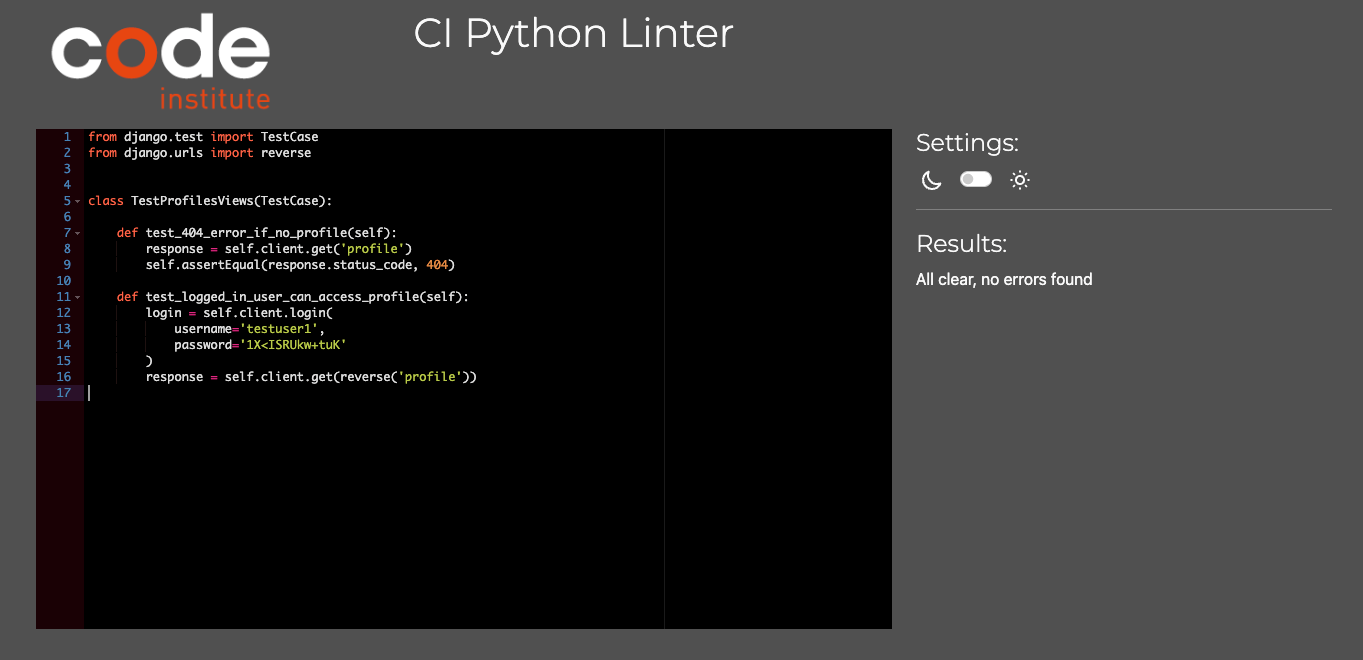 code
institute
CI Python Linter
1 from django.test import TestCase
2 from django.urls import reverse
3
4
5 class TestProfilesViews(TestCase):
6
7     def test_404_error_if_no_profile(self):
8         response = self.client.get('profile')
9         self.assertEqual(response.status_code, 404)
10
11     def test_logged_in_user_can_access_profile(self):
12         login = self.client.login(
13             username='testuser1',
14             password='1X<ISRUkw+tuK'
15         )
16         response = self.client.get(reverse('profile'))
17
Settings:
Results:
All clear, no errors found